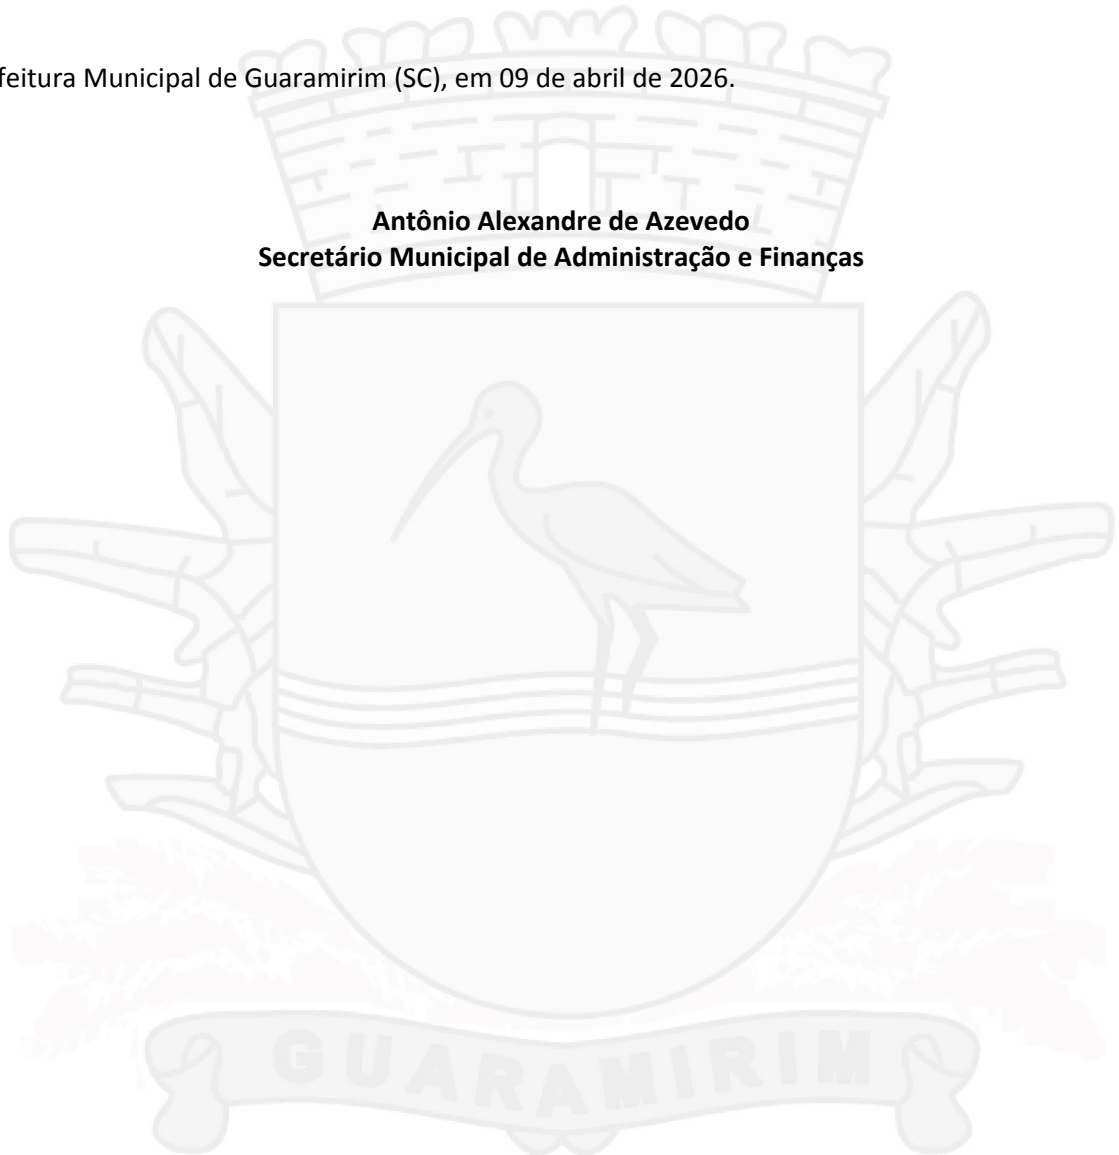 feitura Municipal de Guaramirim (SC), em 09 de abril de 2026.
Antônio Alexandre de Azevedo
Secretário Municipal de Administração e Finanças
GUARAMIRIM